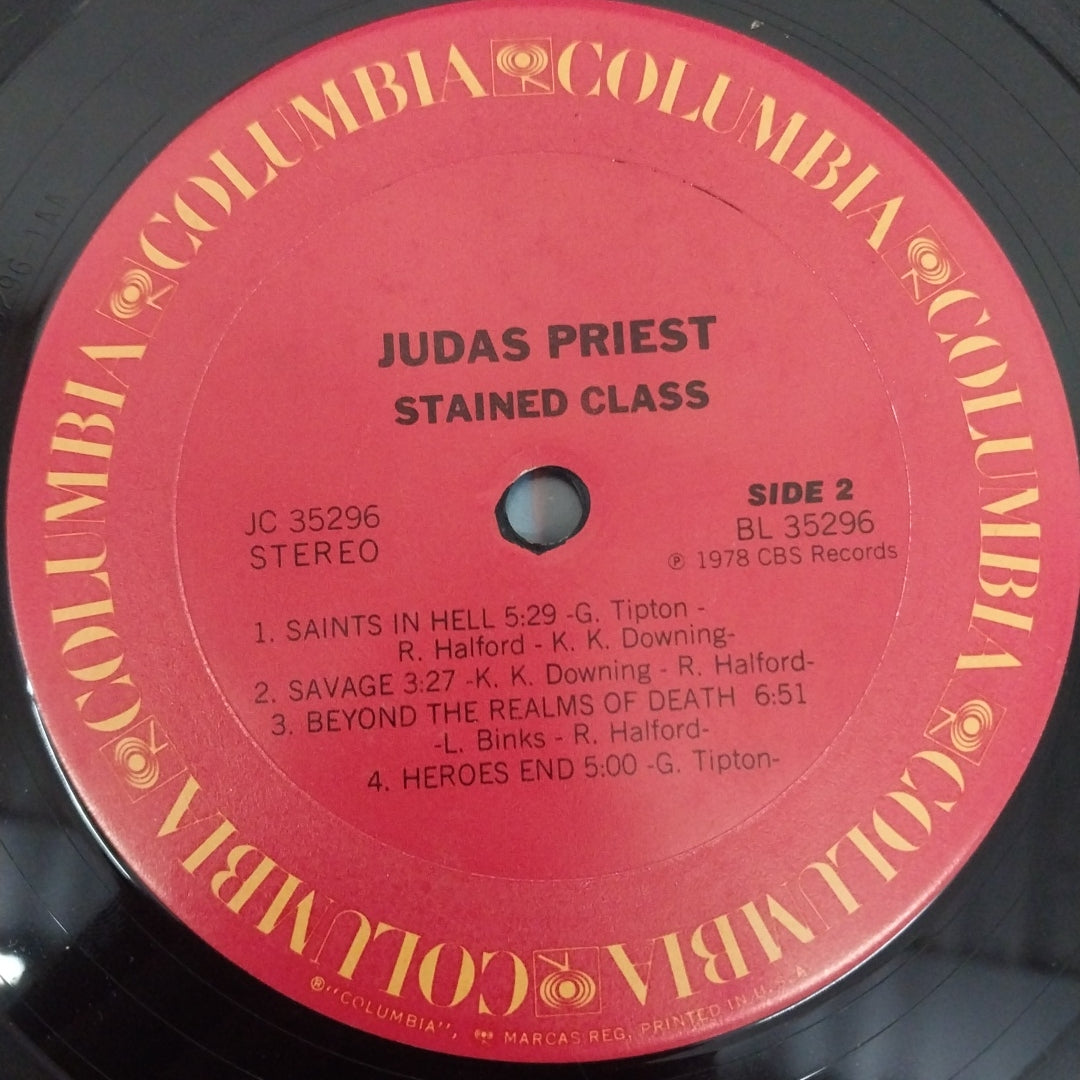 COLUMBIA COLUMBIA COLUMBIA COLUMBIA COLUMBIA COLUMBIA
JUDAS PRIEST
STAINED CLASS
JC 35296
STEREO
SIDE 2
BL 35296
℗ 1978 CBS Records
1. SAINTS IN HELL 5:29 -G. Tipton -
R. Halford - K. K. Downing-
2. SAVAGE 3:27 -K. K. Downing - R. Halford-
3. BEYOND THE REALMS OF DEATH 6:51
-L. Binks - R. Halford-
4. HEROES END 5:00 -G. Tipton-
®"COLUMBIA", MARCAS REG, PRINTED IN U.S.A